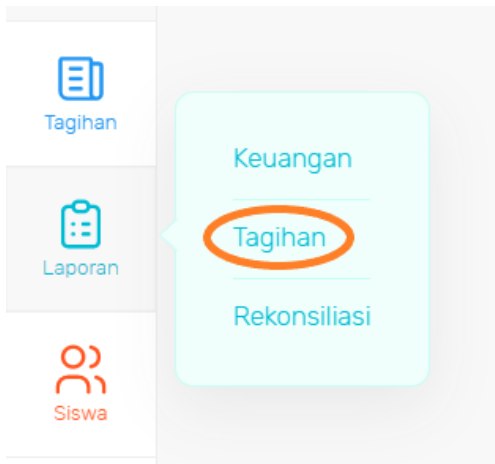 Tagihan
Laporan
Siswa
Keuangan
Tagihan
Rekonsiliasi